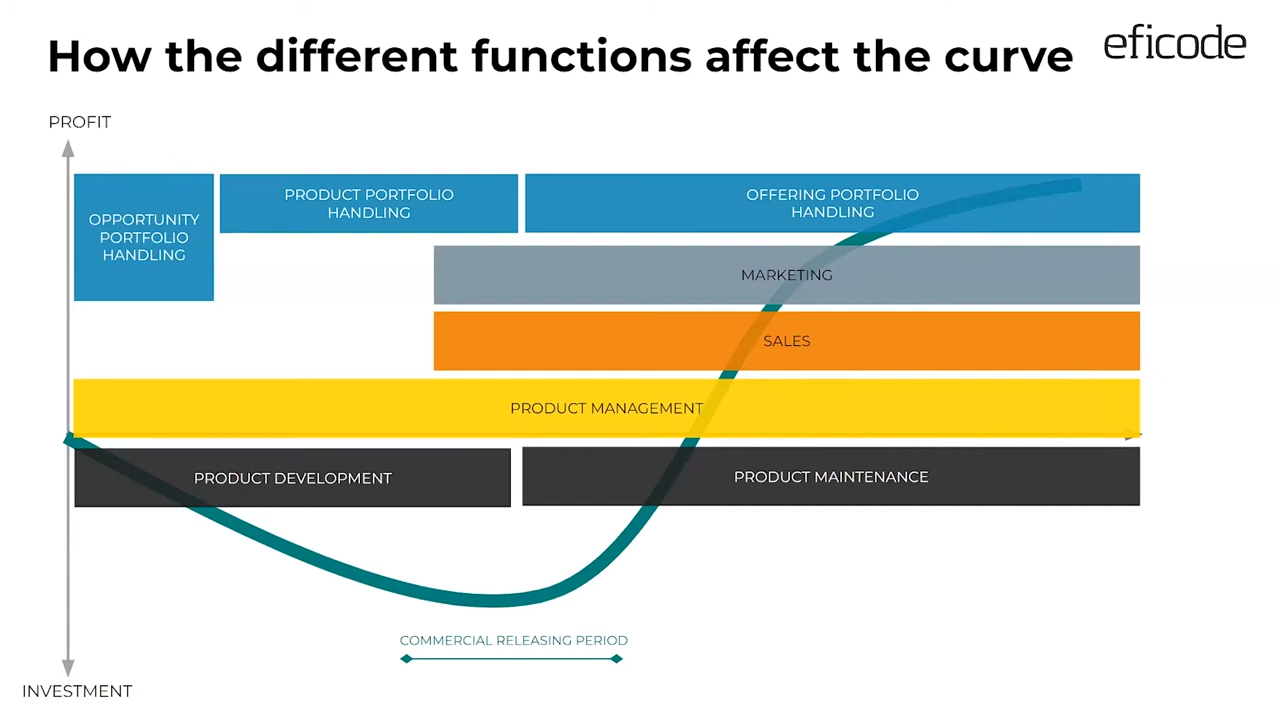 How the different functions affect the curve
eficode
PROFIT
OPPORTUNITY
PORTFOLIO
HANDLING
PRODUCT PORTFOLIO
HANDLING
OFFERING PORTFOLIO
HANDLING
MARKETING
SALES
PRODUCT MANAGEMENT
PRODUCT DEVELOPMENT
PRODUCT MAINTENANCE
COMMERCIAL RELEASING PERIOD
INVESTMENT